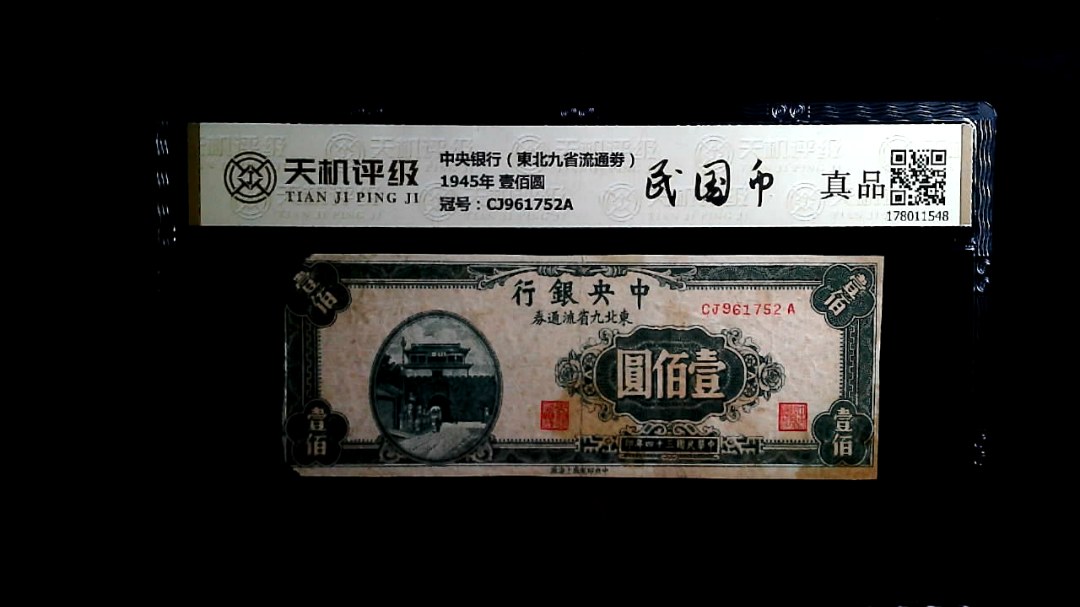 天机评级
TIAN JI PING JI
中央银行（東北九省流通券）
1945年 壹佰圆
冠号：CJ961752A
民国币
真品
178011548
壹佰
壹佰
行銀央中
券通流省九北東
CJ961752 A
圓佰壹
壹佰
壹佰
印年四十三國民華中